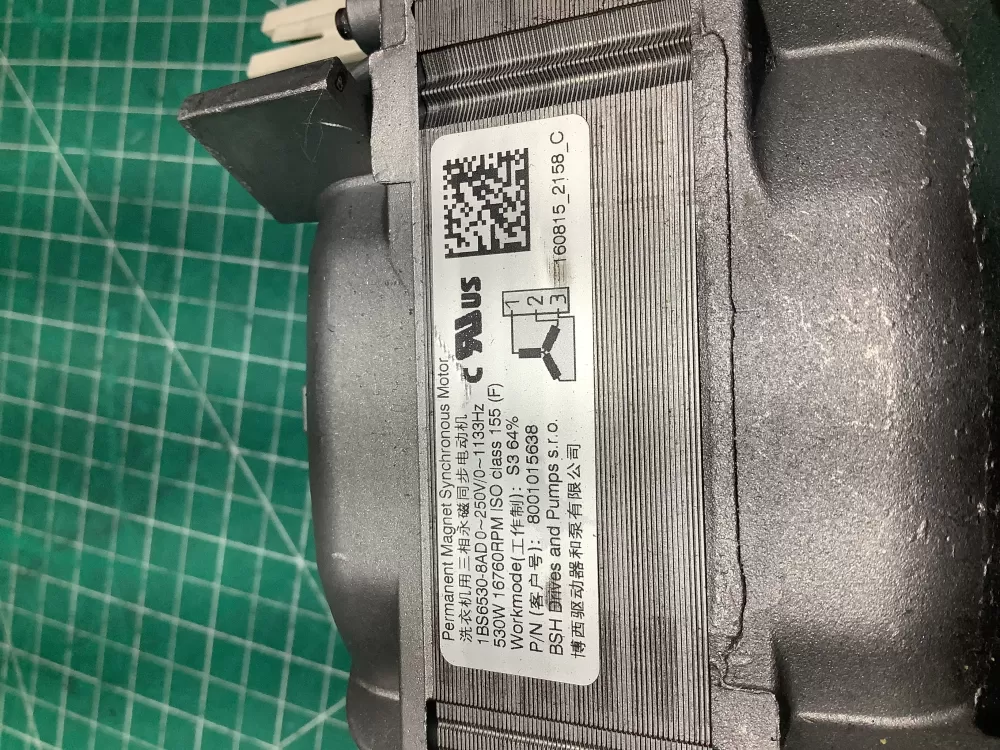 Permanent Magnet Synchronous Motor
洗衣机用三相永磁同步电动机
1BS6530-8AD 0~250V/0~1133Hz
530W 16760RPM ISO class 155 (F)
Workmode(工作制): S3 64%
P/N (客户号): 8001015638
BSH Drives and Pumps s.r.o.
博西驱动器和泵有限公司
c RU US
1
2
3
160815_2158_C